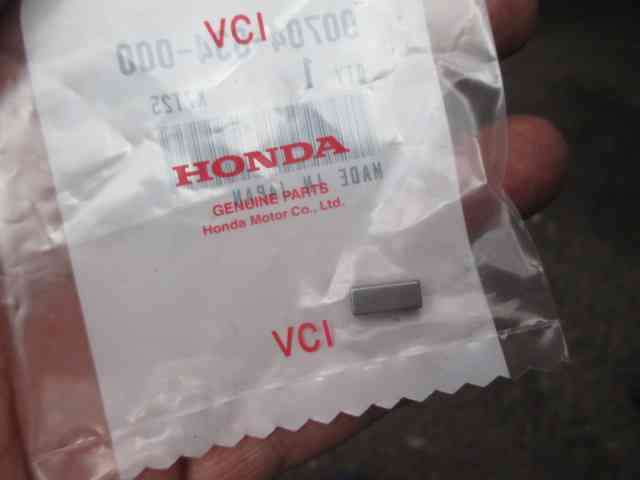 VCI
90704-634-000
QTY 1
HONDA
MADE IN JAPAN
GENUINE PARTS
Honda Motor Co., Ltd.
VCI